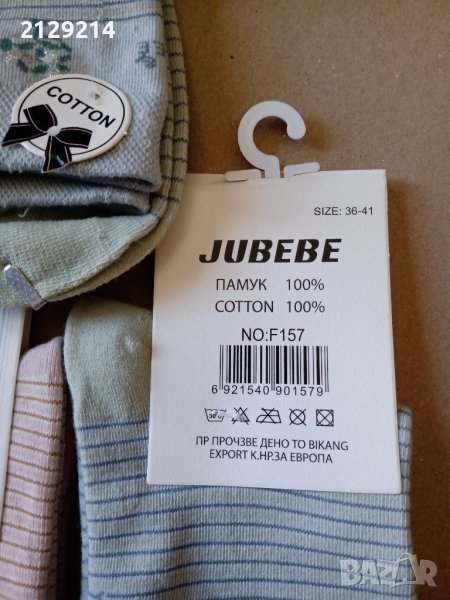 2129214
COTTON
SIZE: 36-41
JUBEBE
ПАМУК 100%
COTTON 100%
NO:F157
6 921540 901579
ПР ПРОЧЗВЕ ДЕНО ТО BIKANG
EXPORT К.НР.ЗА ЕВРОПА
BAZAR